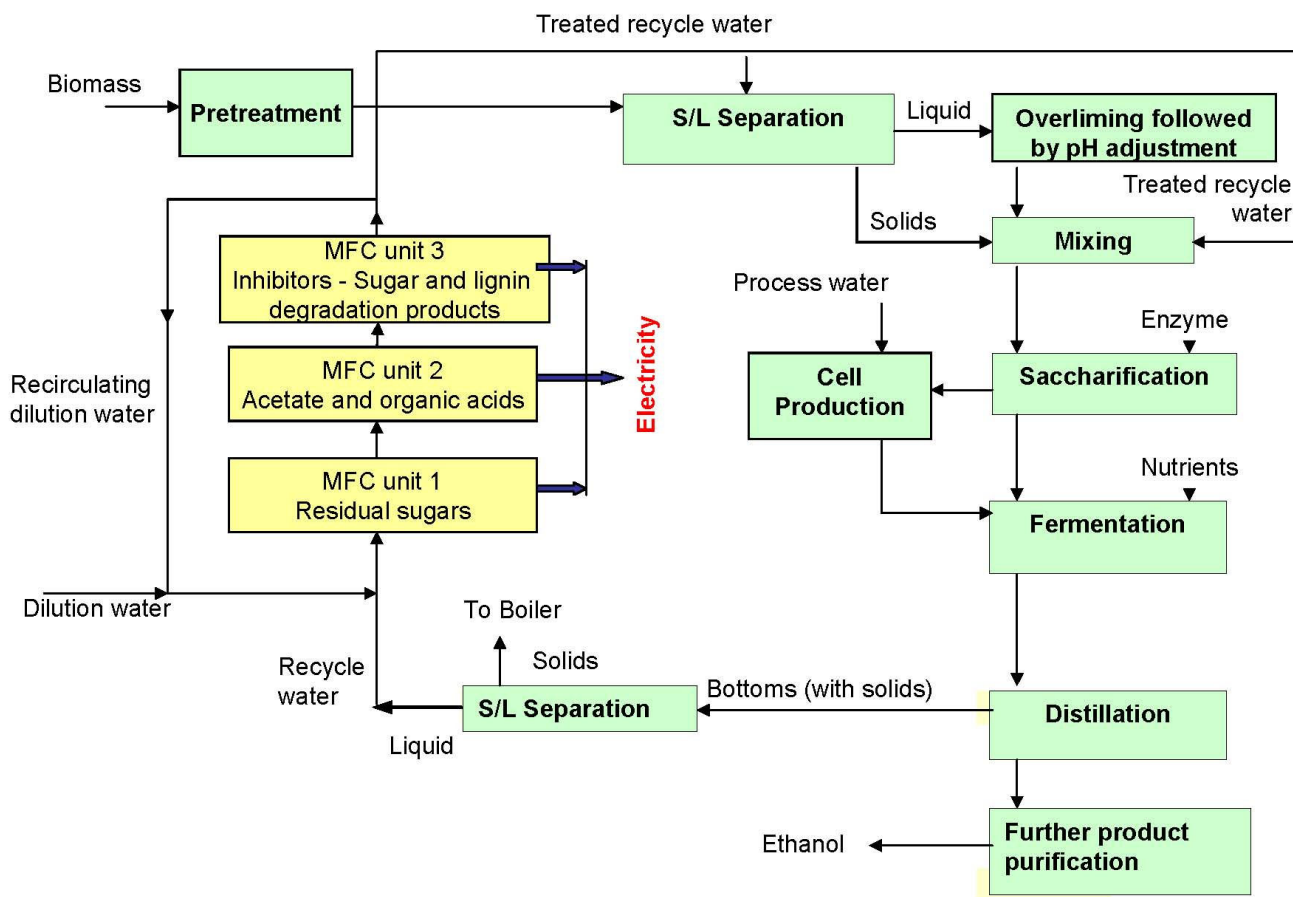 Treated recycle water
Biomass
Pretreatment
S/L Separation
Liquid
Overliming followed
by pH adjustment
Treated recycle
water
Solids
Mixing
MFC unit 3
Inhibitors - Sugar and lignin
degradation products
Process water
Enzyme
Electricity
MFC unit 2
Acetate and organic acids
Cell
Production
Saccharification
Recirculating
dilution water
MFC unit 1
Residual sugars
Nutrients
Fermentation
Dilution water
To Boiler
Solids
Recycle
water
Bottoms (with solids)
S/L Separation
Distillation
Liquid
Ethanol
Further product
purification